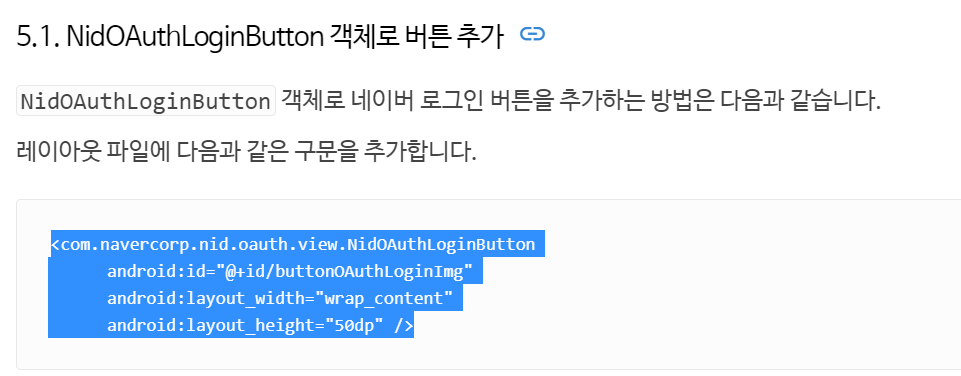 5.1. NidOAuthLoginButton 객체로 버튼 추가
NidOAuthLoginButton 객체로 네이버 로그인 버튼을 추가하는 방법은 다음과 같습니다.
레이아웃 파일에 다음과 같은 구문을 추가합니다.
<com.navercorp.nid.oauth.view.NidOAuthLoginButton
android:id="@+id/buttonOAuthLoginImg"
android:layout_width="wrap_content"
android:layout_height="50dp" />